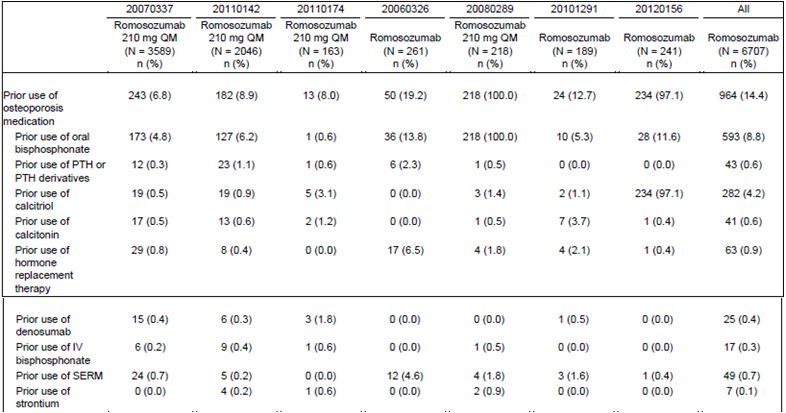 20070337 20110142 20110174 20060326 20080289 20101291 20120156 All
Romosozumab Romosozumab Romosozumab Romosozumab
210 mg QM 210 mg QM 210 mg QM Romosozumab 210 mg QM Romosozumab Romosozumab Romosozumab
(N = 3589) (N = 2046) (N = 163) (N = 261) (N = 218) (N = 189) (N = 241) (N = 6707)
n (%) n (%) n (%) n (%) n (%) n (%) n (%) n (%)
Prior use of 243 (6.8) 182 (8.9) 13 (8.0) 50 (19.2) 218 (100.0) 24 (12.7) 234 (97.1) 964 (14.4)
osteoporosis
medication
Prior use of oral 173 (4.8) 127 (6.2) 1 (0.6) 36 (13.8) 218 (100.0) 10 (5.3) 28 (11.6) 593 (8.8)
bisphosphonate
Prior use of PTH or 12 (0.3) 23 (1.1) 1 (0.6) 6 (2.3) 1 (0.5) 0 (0.0) 0 (0.0) 43 (0.6)
PTH derivatives
Prior use of 19 (0.5) 19 (0.9) 5 (3.1) 0 (0.0) 3 (1.4) 2 (1.1) 234 (97.1) 282 (4.2)
calcitriol
Prior use of 17 (0.5) 13 (0.6) 2 (1.2) 0 (0.0) 1 (0.5) 7 (3.7) 1 (0.4) 41 (0.6)
calcitonin
Prior use of 29 (0.8) 8 (0.4) 0 (0.0) 17 (6.5) 4 (1.8) 4 (2.1) 1 (0.4) 63 (0.9)
hormone
replacement
therapy
Prior use of 15 (0.4) 6 (0.3) 3 (1.8) 0 (0.0) 0 (0.0) 1 (0.5) 0 (0.0) 25 (0.4)
denosumab
Prior use of IV 6 (0.2) 9 (0.4) 1 (0.6) 0 (0.0) 1 (0.5) 0 (0.0) 0 (0.0) 17 (0.3)
bisphosphonate
Prior use of SERM 24 (0.7) 5 (0.2) 0 (0.0) 12 (4.6) 4 (1.8) 3 (1.6) 1 (0.4) 49 (0.7)
Prior use of 0 (0.0) 4 (0.2) 1 (0.6) 0 (0.0) 2 (0.9) 0 (0.0) 0 (0.0) 7 (0.1)
strontium